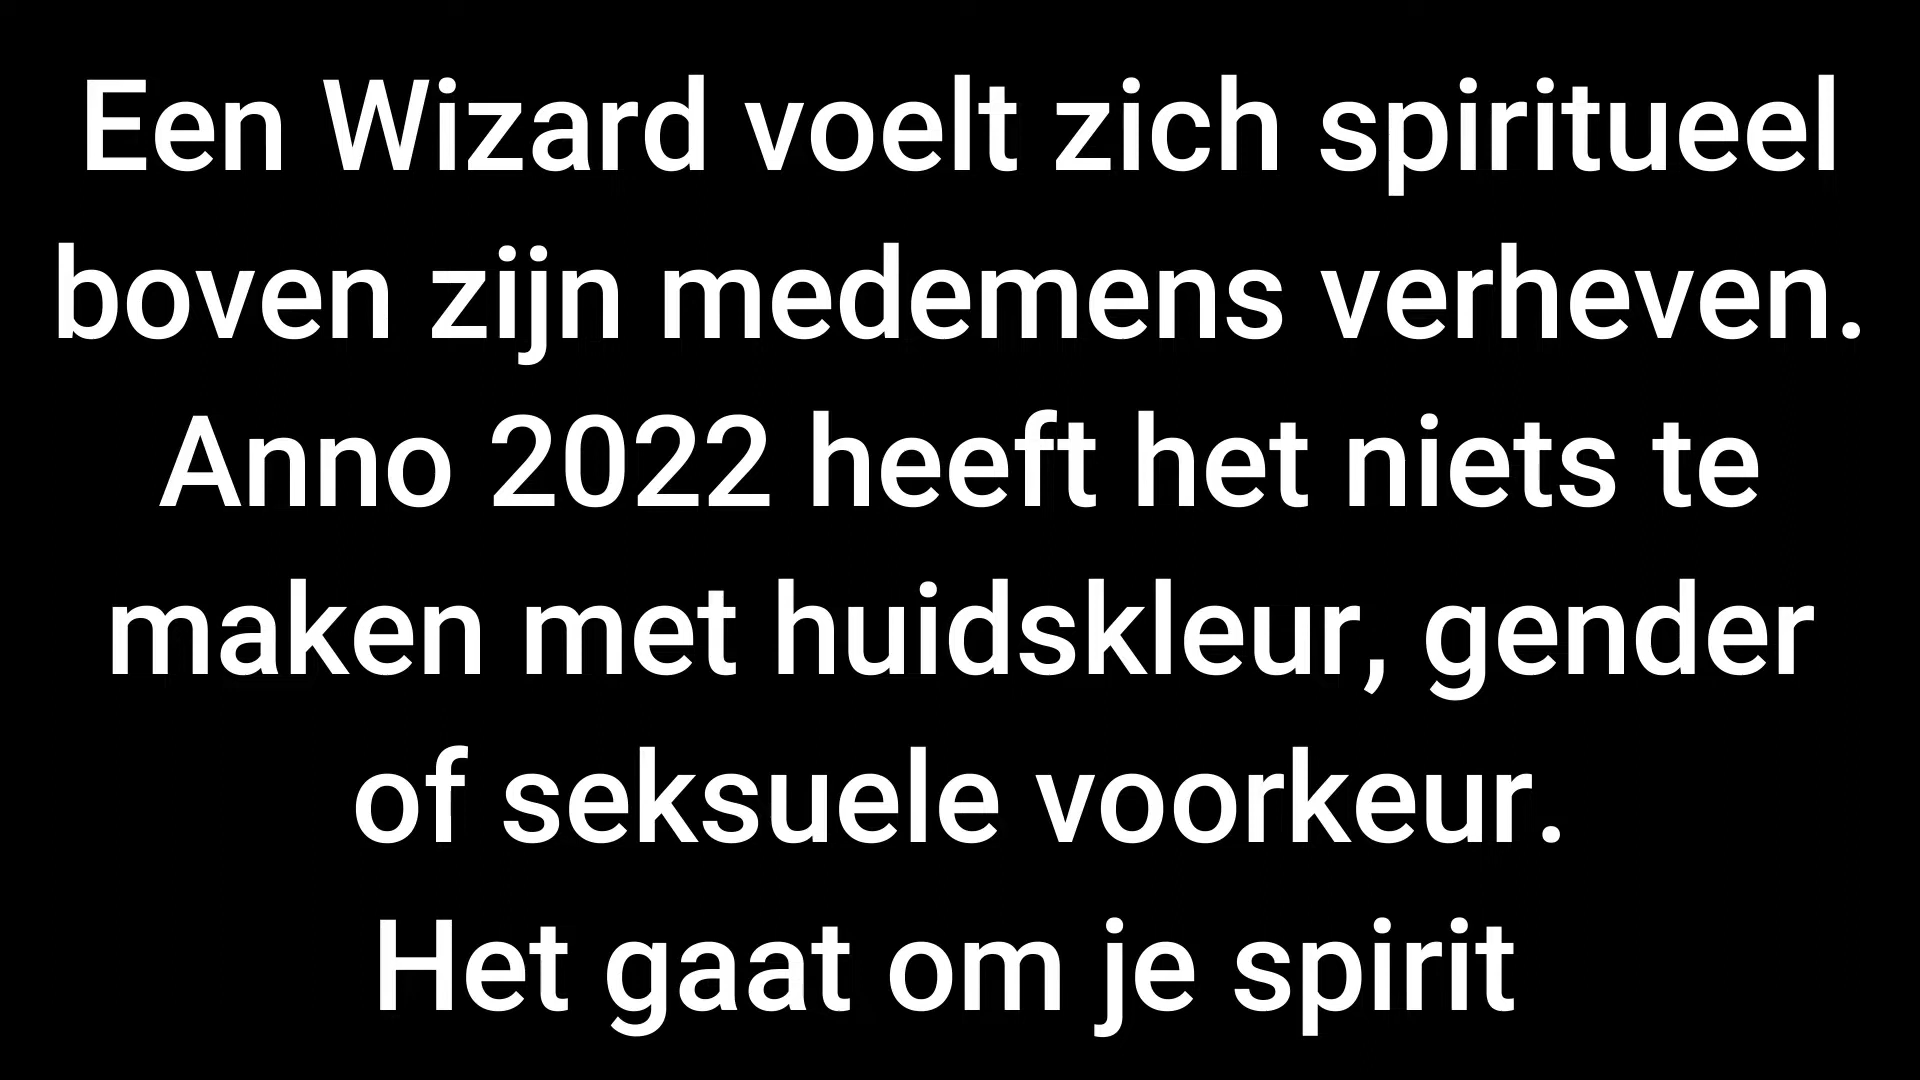 Een Wizard voelt zich spiritueel
boven zijn medemens verheven.
Anno 2022 heeft het niets te
maken met huidskleur, gender
of seksuele voorkeur.
Het gaat om je spirit